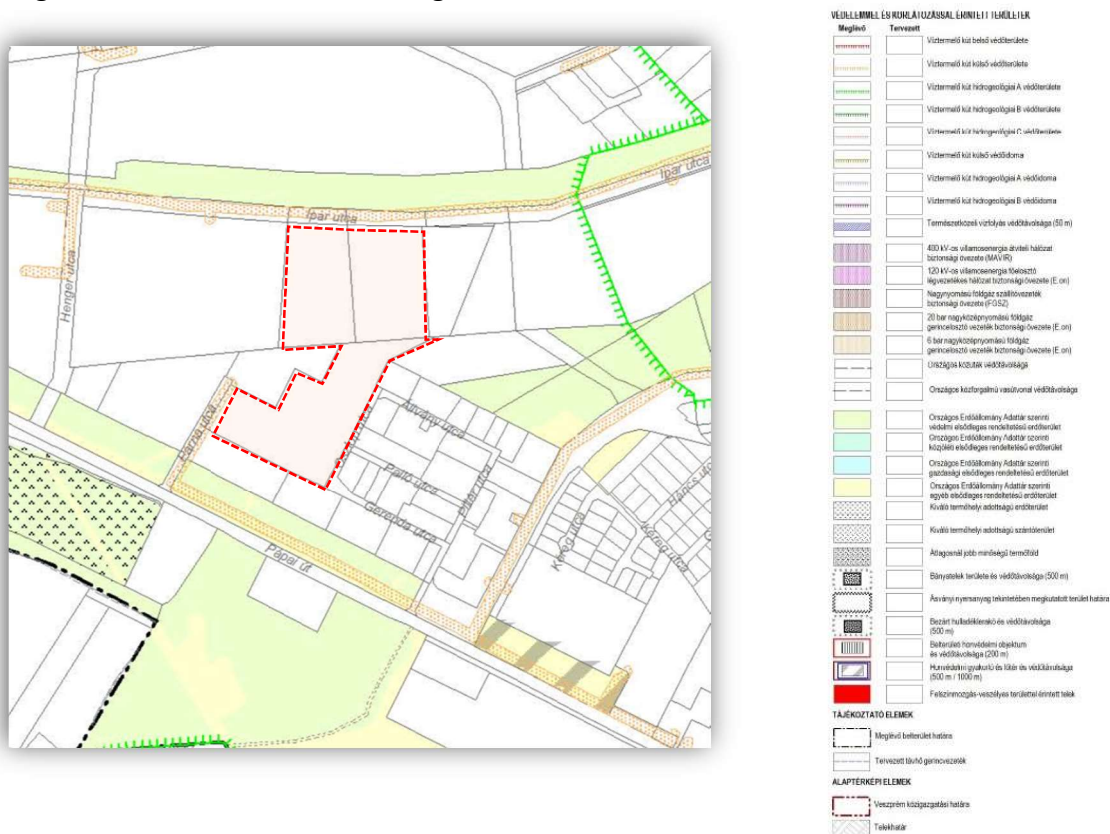 Ipar utca
Ipar utca
Henger utca
Párna utca
Ásvány utca
Palló utca
Pillér utca
Gerenda utca
Pápai út
Kéreg utca
Kéreg utca
Háncs u
VÉDELEMMEL ÉS KORLÁTOZÁSSAL ÉRINTETT TERÜLETEK
Meglévő Tervezett
Víztermelő kút belső védőterülete
Víztermelő kút külső védőterülete
Víztermelő kút hidrogeológiai A védőterülete
Víztermelő kút hidrogeológiai B védőterülete
Víztermelő kút hidrogeológiai C védőterülete
Víztermelő kút külső védőidoma
Víztermelő kút hidrogeológiai A védőidoma
Víztermelő kút hidrogeológiai B védőidoma
Természetközeli vízfolyás védőtávolsága (50 m)
400 kV-os villamosenergia átviteli hálózat
biztonsági övezete (MAVIR)
120 kV-os villamosenergia főelosztó
légvezetékes hálózat biztonsági övezete (E.on)
Nagynyomású földgáz szállítóvezeték
biztonsági övezete (FGSZ)
20 bar nagyközépnyomású földgáz
gerincelosztó vezeték biztonsági övezete (E.on)
6 bar nagyközépnyomású földgáz
gerincelosztó vezeték biztonsági övezete (E.on)
Országos közutak védőtávolsága
Országos közforgalmú vasútvonal védőtávolsága
Országos Erdőállomány Adattár szerinti
védelmi elsődleges rendeltetésű erdőterület
Országos Erdőállomány Adattár szerinti
közjóléti elsődleges rendeltetésű erdőterület
Országos Erdőállomány Adattár szerinti
gazdasági elsődleges rendeltetésű erdőterület
Országos Erdőállomány Adattár szerinti
egyéb elsődleges rendeltetésű erdőterület
Kiváló termőhelyi adottságú erdőterület
Kiváló termőhelyi adottságú szántóterület
Átlagosnál jobb minőségű termőföld
Bányatelek területe és védőtávolsága (500 m)
Ásványi nyersanyag tekintetében megkutatott terület határa
Bezárt hulladéklerakó és védőtávolsága
(500 m)
Belterületi honvédelmi objektum
és védőtávolsága (200 m)
Honvédelmi gyakorló és lőtér és védőtávolsága
(500 m / 1000 m)
Felszínmozgás-veszélyes területtel érintett telek
TÁJÉKOZTATÓ ELEMEK
Meglévő belterület határa
Tervezett távhő gerincvezeték
ALAPTÉRKÉPI ELEMEK
Veszprém közigazgatási határa
Telekhatár